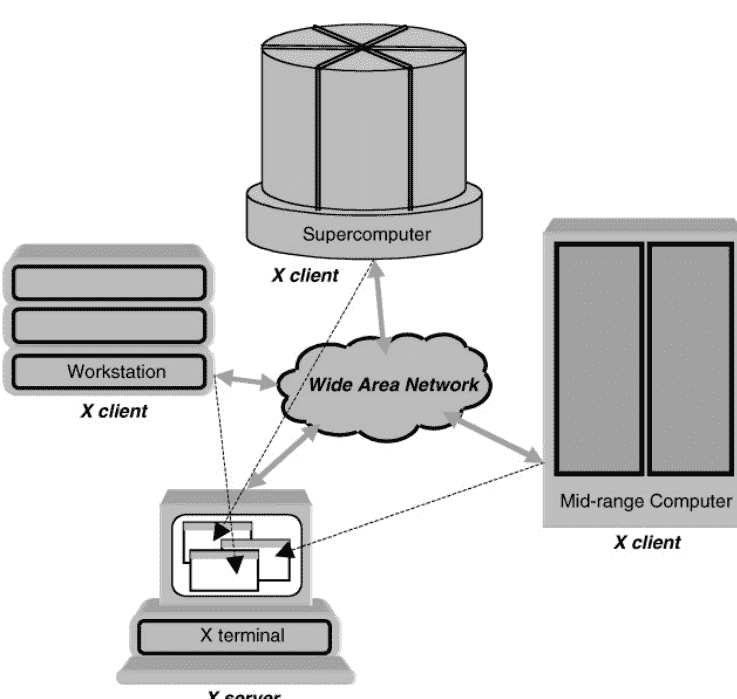 Supercomputer
X client
Workstation
X client
Wide Area Network
Mid-range Computer
X client
X terminal
X server